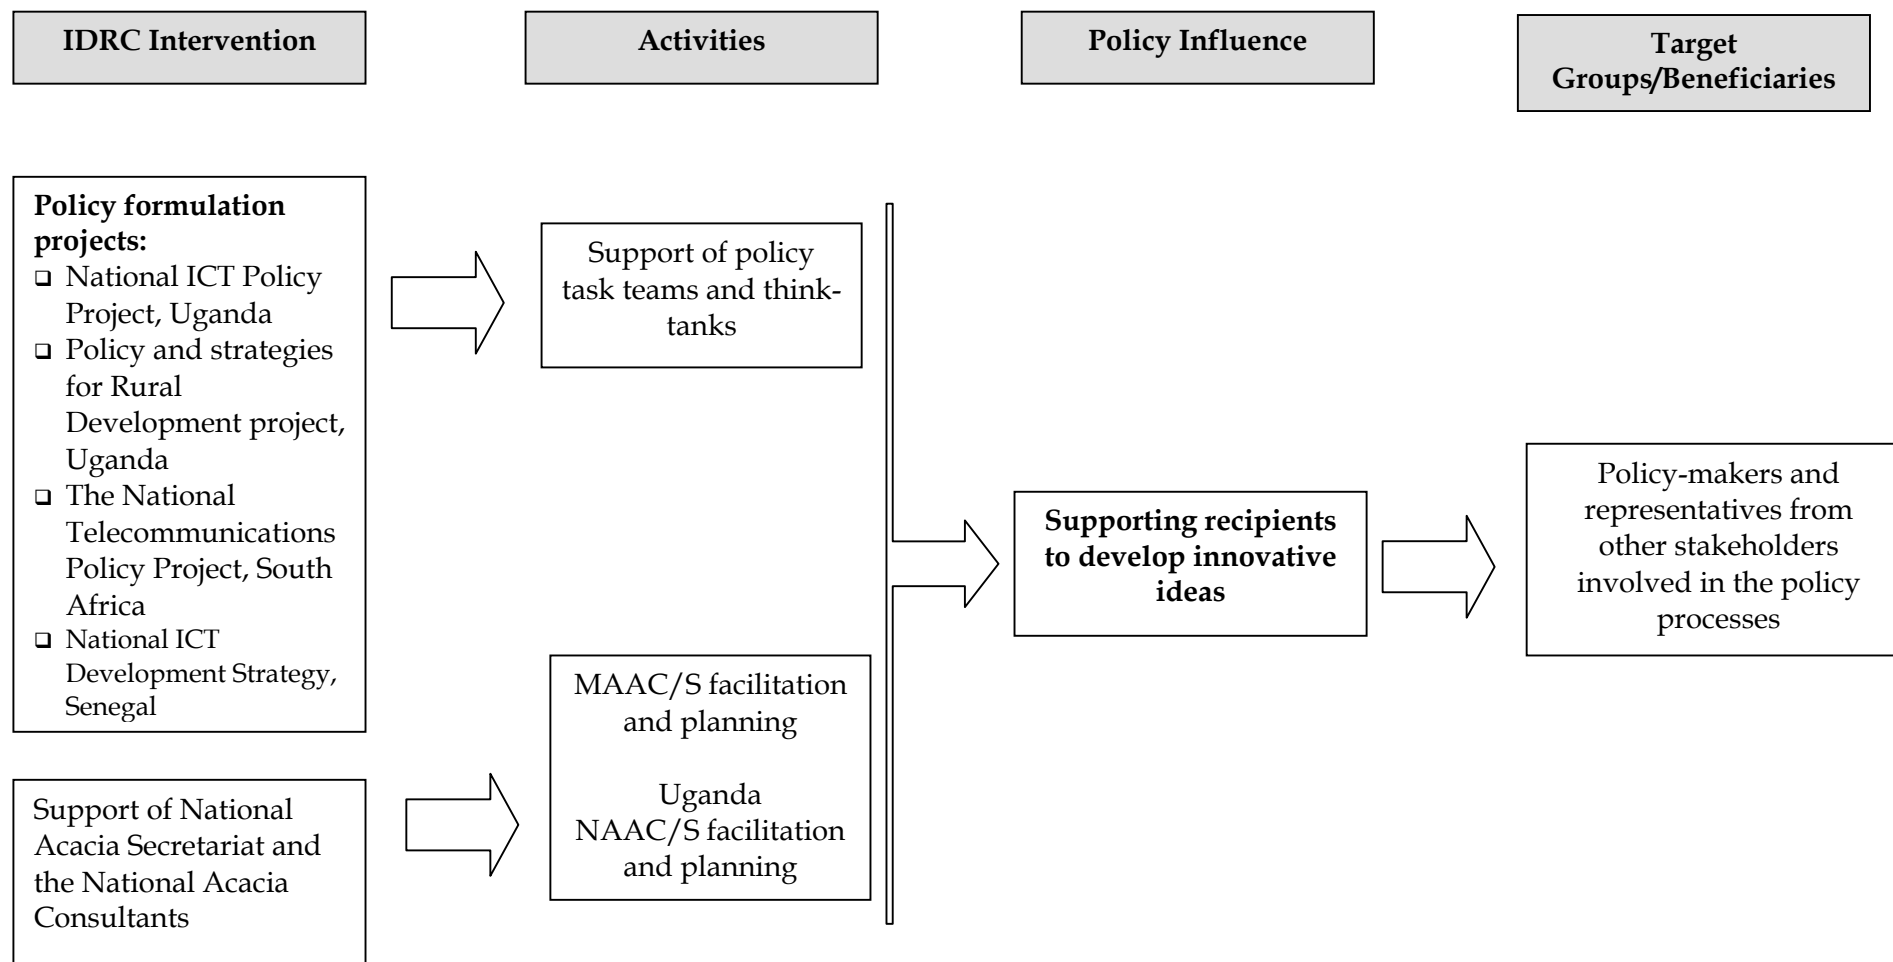 IDRC Intervention
Activities
Policy Influence
Target
Groups/Beneficiaries
Policy formulation
projects:
❑ National ICT Policy
Project, Uganda
❑ Policy and strategies
for Rural
Development project,
Uganda
❑ The National
Telecommunications
Policy Project, South
Africa
❑ National ICT
Development Strategy,
Senegal
Support of policy
task teams and think-
tanks
Supporting recipients
to develop innovative
ideas
Policy-makers and
representatives from
other stakeholders
involved in the policy
processes
Support of National
Acacia Secretariat and
the National Acacia
Consultants
MAAC/S facilitation
and planning
Uganda
NAAC/S facilitation
and planning